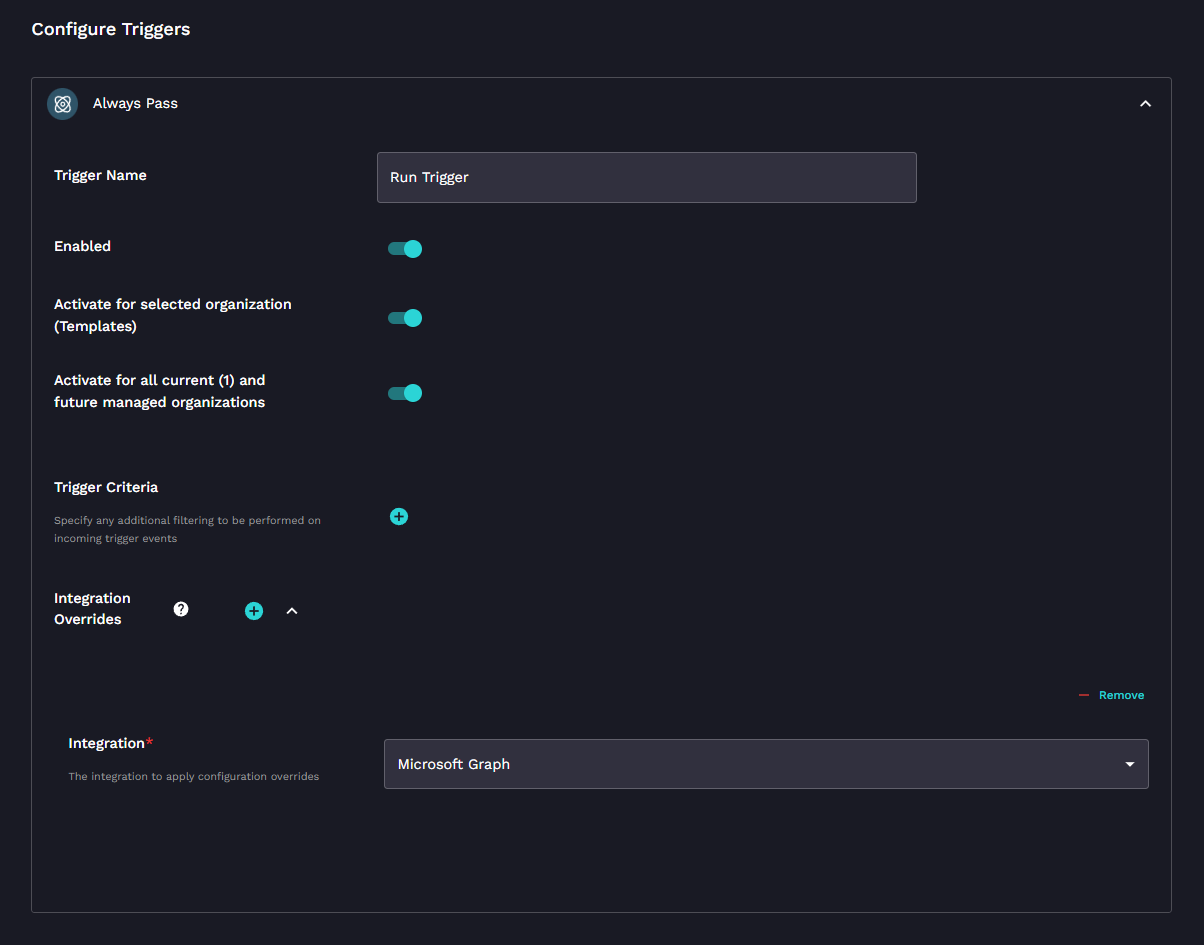 Configure Triggers
Always Pass
Trigger Name
Run Trigger
Enabled
Activate for selected organization
(Templates)
Activate for all current (1) and
future managed organizations
Trigger Criteria
Specify any additional filtering to be performed on
incoming trigger events
Integration
Overrides
Remove
Integration*
The integration to apply configuration overrides
Microsoft Graph